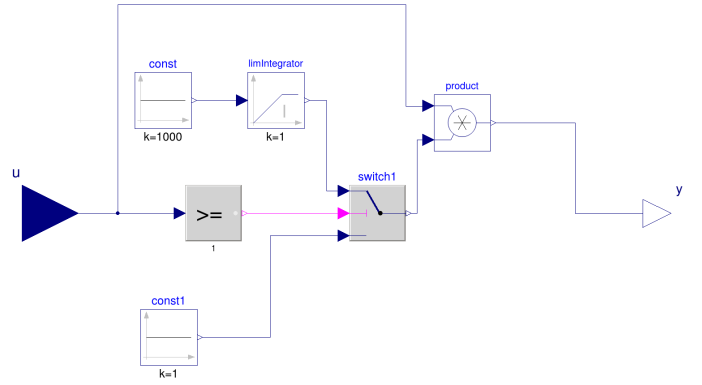 const
limIntegrator
product
k=1000
k=1
u
switch1
y
>=
1
const1
k=1